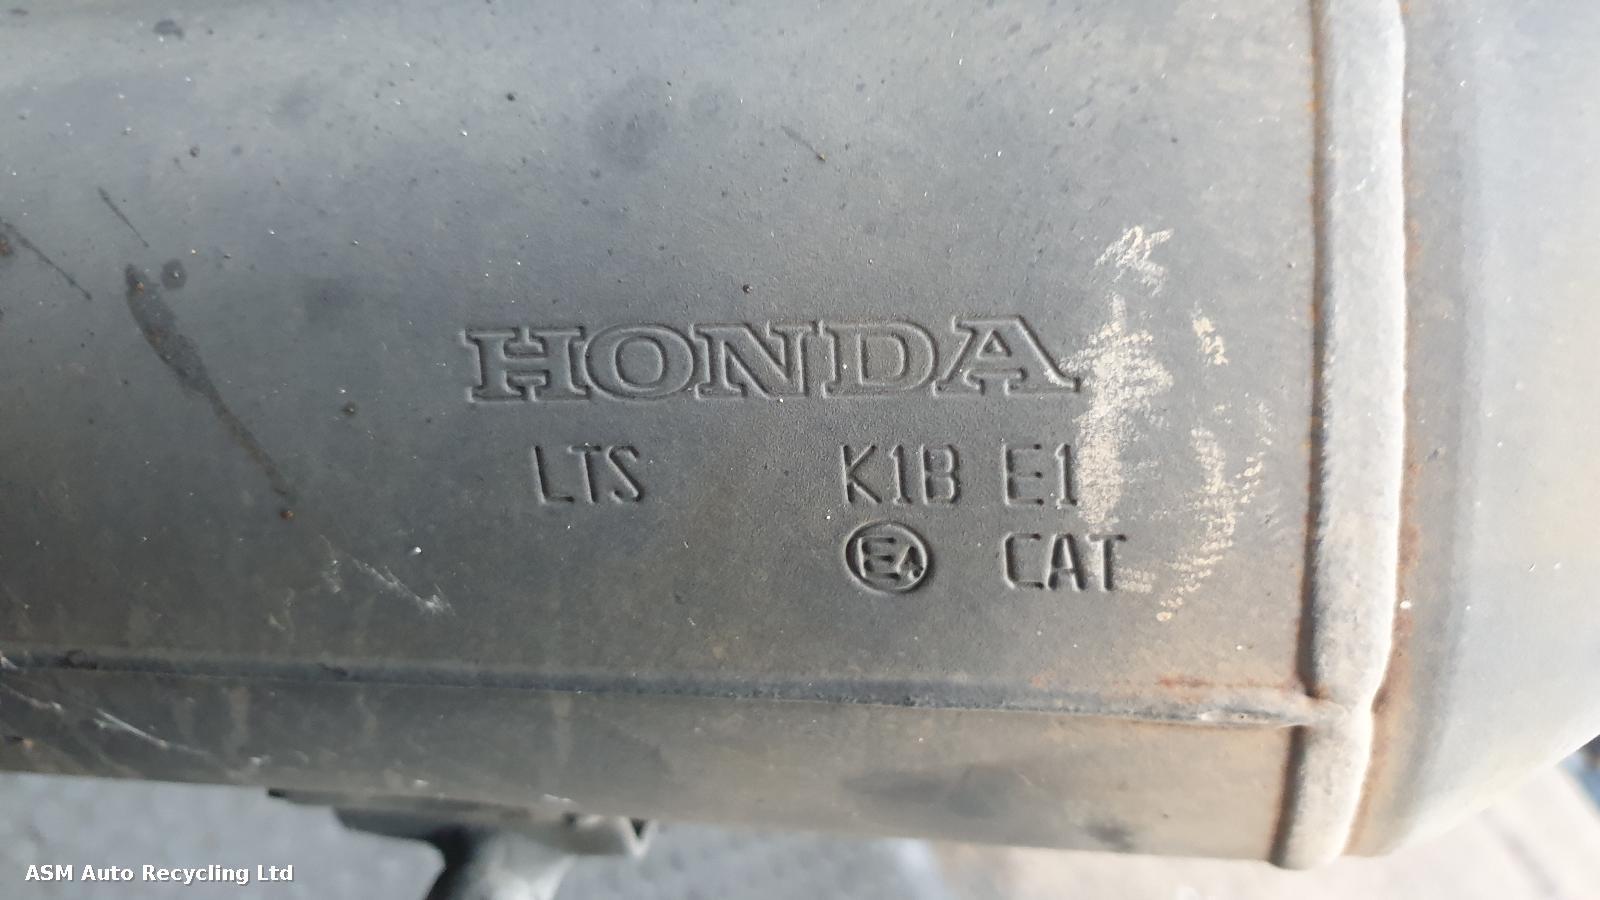 HONDA
LTS K1B E1
E4 CAT
ASM Auto Recycling Ltd